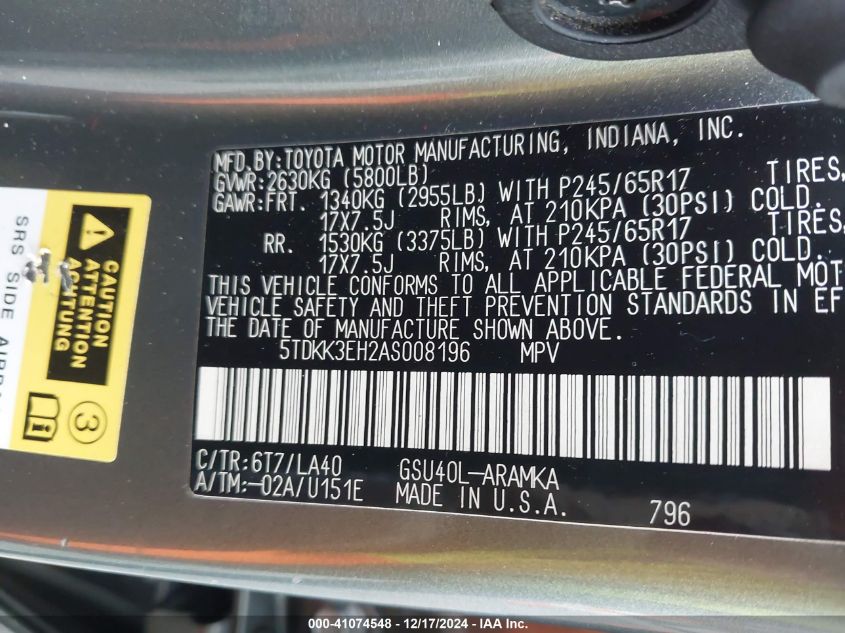 MFD. BY: TOYOTA MOTOR MANUFACTURING, INDIANA, INC.
GVWR: 2630KG (5800LB)
GAWR: FRT. 1340KG (2955LB) WITH P245/65R17 TIRES,
17X7.5J RIMS, AT 210KPA (30PSI) COLD.
RR. 1530KG (3375LB) WITH P245/65R17 TIRES,
17X7.5J RIMS, AT 210KPA (30PSI) COLD.
THIS VEHICLE CONFORMS TO ALL APPLICABLE FEDERAL MOT
VEHICLE SAFETY AND THEFT PREVENTION STANDARDS IN EF
THE DATE OF MANUFACTURE SHOWN ABOVE.
5TDKK3EH2AS008196 MPV
C/TR: 6T7/LA40 GSU40L-ARAMKA
A/TM: -02A/U151E MADE IN U.S.A.
796
SRS SIDE
CAUTION
ATTENTION
ACHTUNG
3
000-41074548 - 12/17/2024 - IAA Inc.